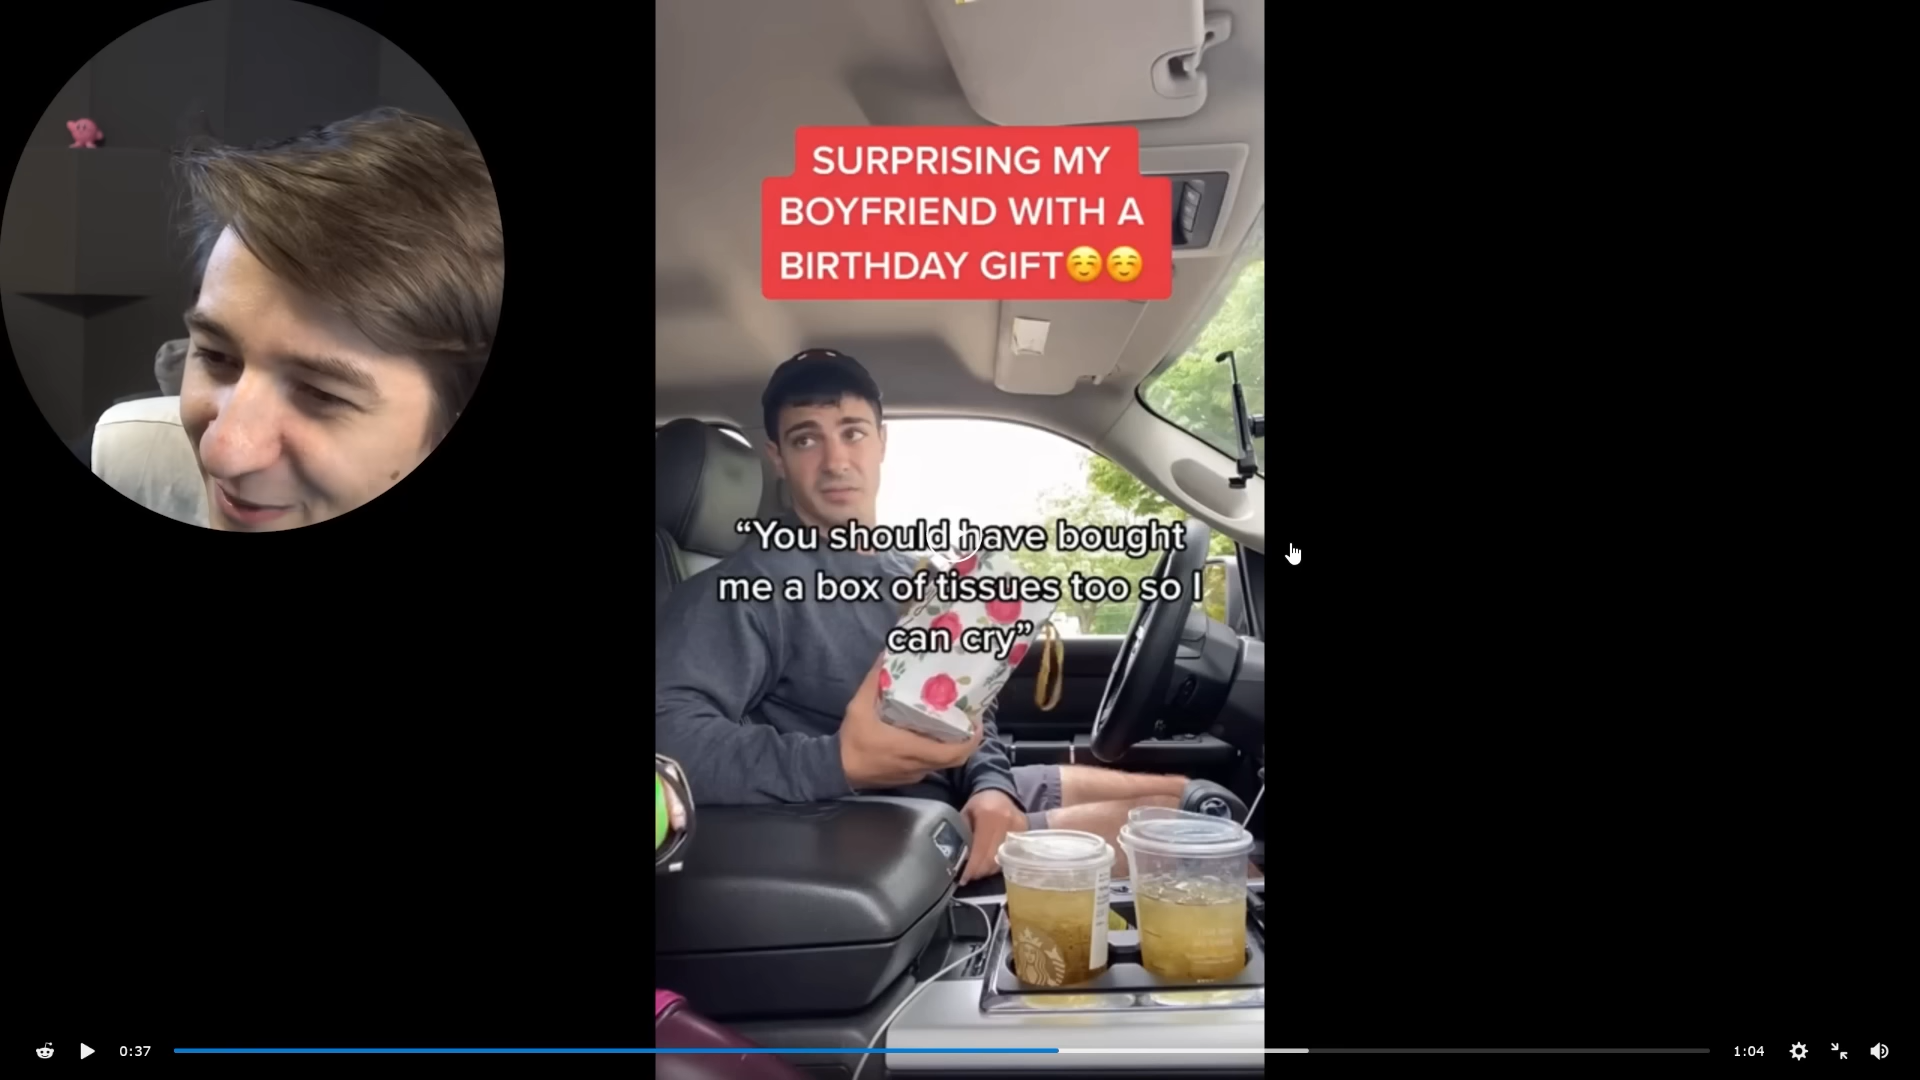 SURPRISING MY
BOYFRIEND WITH A
BIRTHDAY GIFT☺️☺️
“You should have bought
me a box of tissues too so I
can cry”
0:37
1:04